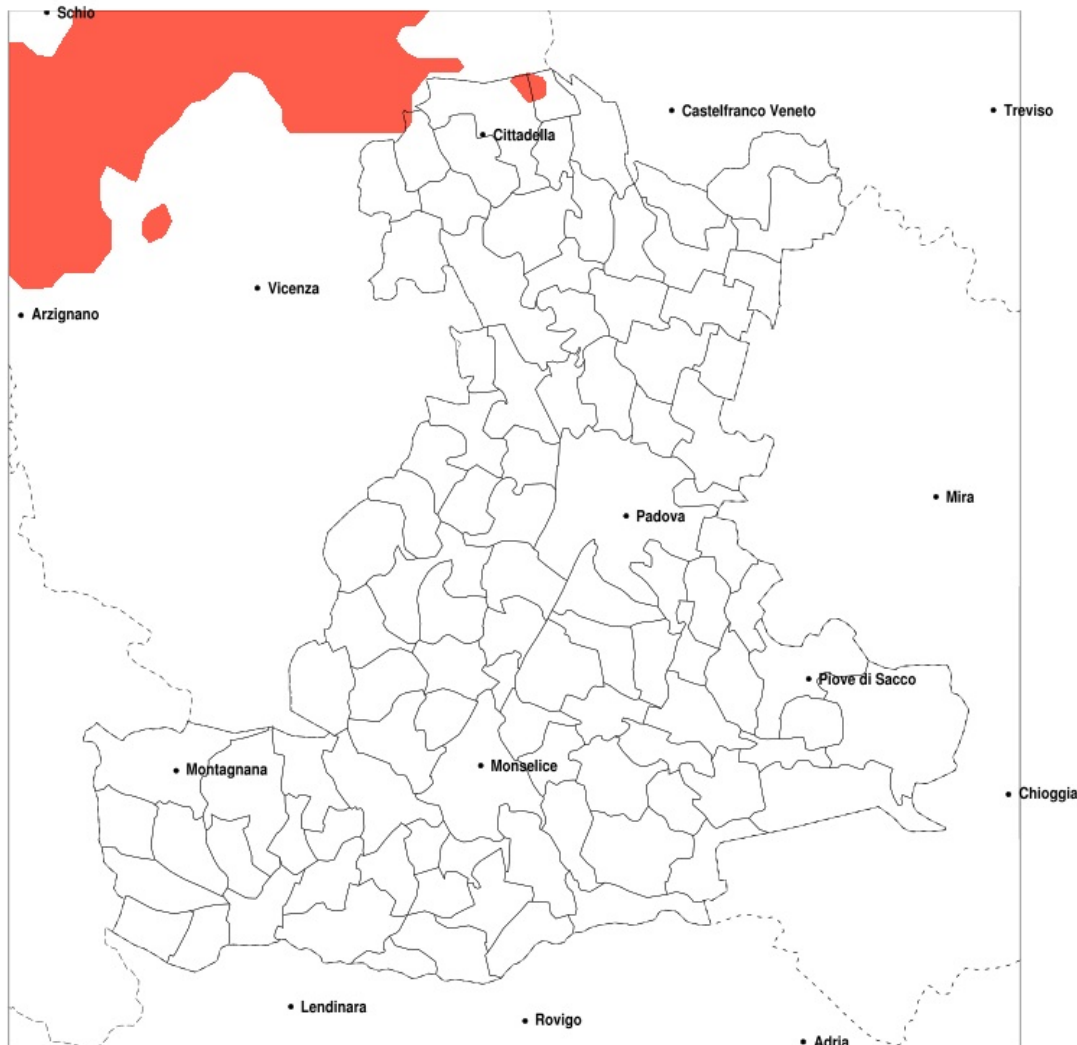 Schio
Castelfranco Veneto
Treviso
Cittadella
Vicenza
Arzignano
Mira
Padova
Piove di Sacco
Monselice
Montagnana
Chioggia
Lendinara
Rovigo
Adria